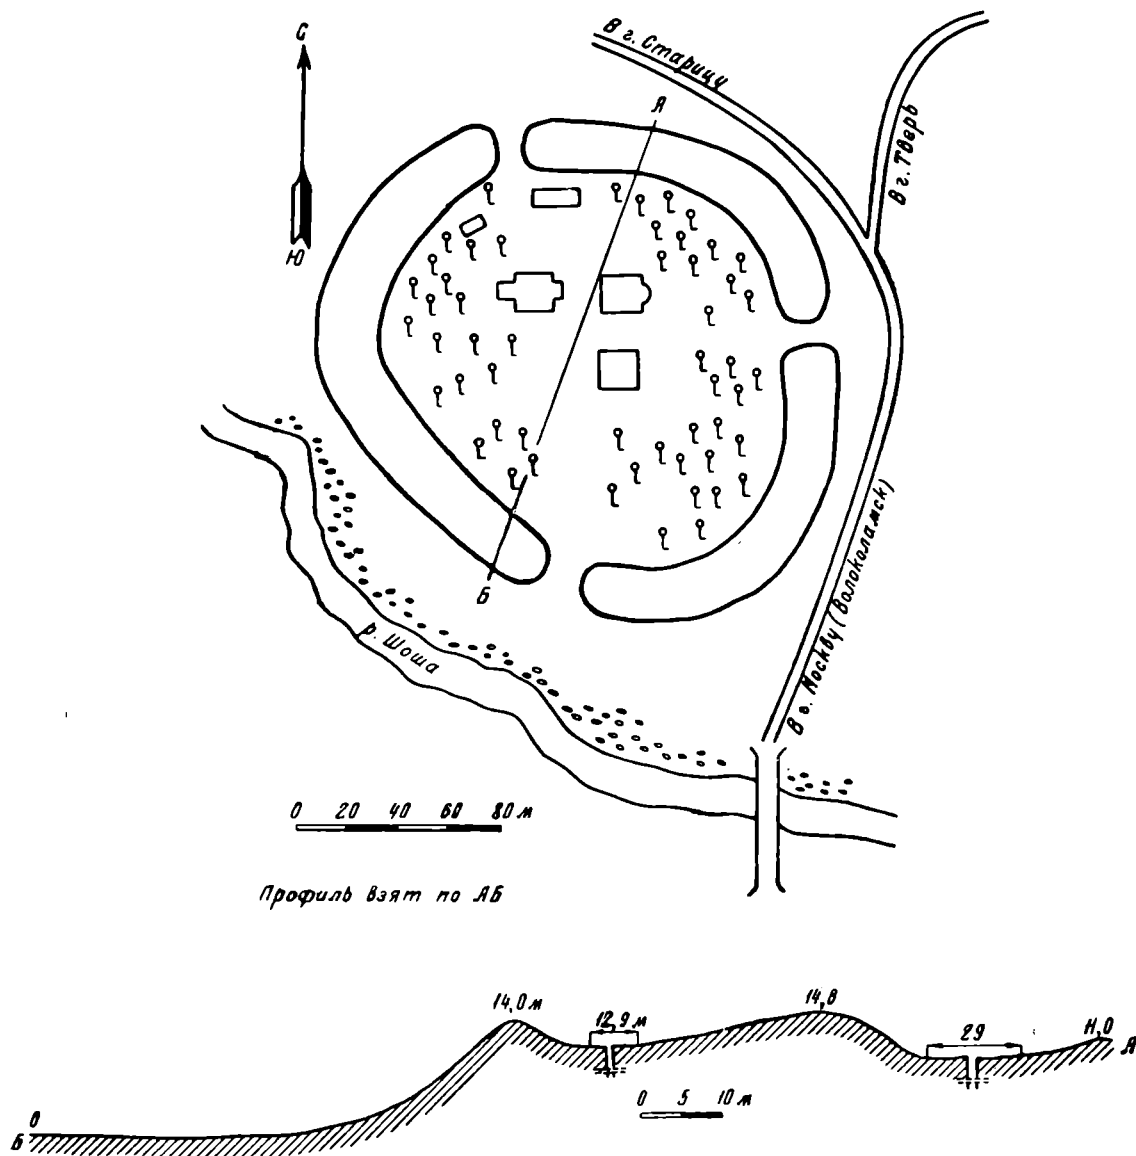 С
Ю
В г. Старицу
В г. Тверь
А
Б
р. Шоша
В г. Москву (Волоколамск)
0 20 40 60 80 м
Профиль взят по АБ
14,0 м
12,9 м
14,8
29
11,0
А
0 5 10 м
0
Б